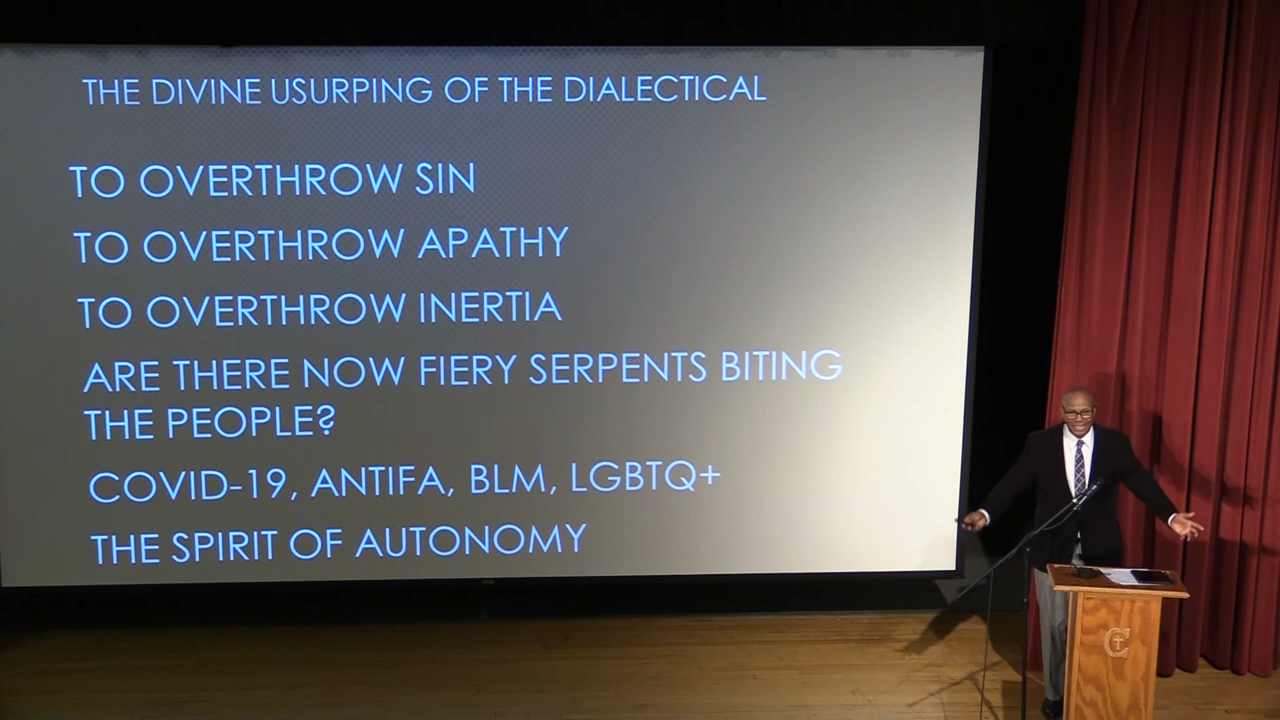 THE DIVINE USURPING OF THE DIALECTICAL
TO OVERTHROW SIN
TO OVERTHROW APATHY
TO OVERTHROW INERTIA
ARE THERE NOW FIERY SERPENTS BITING
THE PEOPLE?
COVID-19, ANTIFA, BLM, LGBTQ+
THE SPIRIT OF AUTONOMY
C